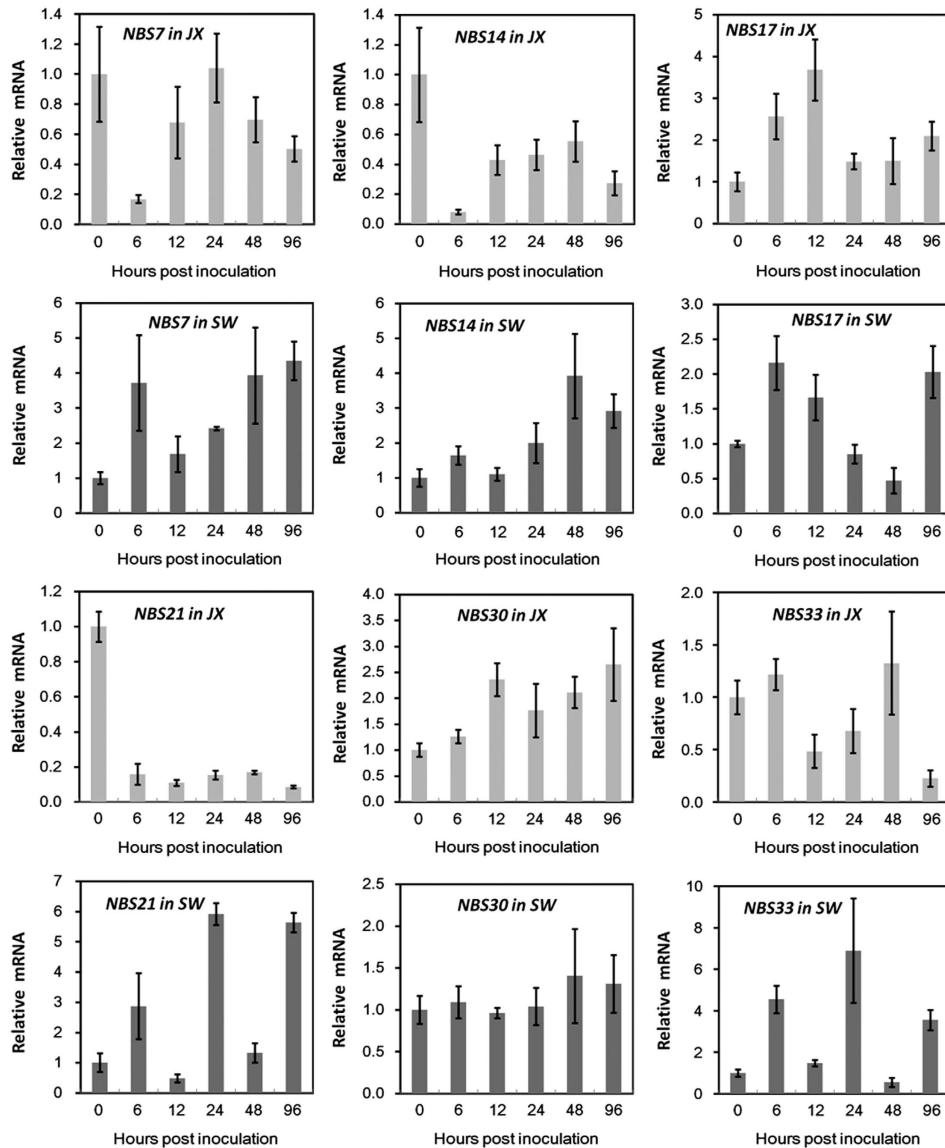 NBS7 in JX
Relative mRNA
1.4
1.2
1.0
0.8
0.6
0.4
0.2
0.0
0 6 12 24 48 96
Hours post inoculation
NBS14 in JX
Relative mRNA
1.4
1.2
1.0
0.8
0.6
0.4
0.2
0.0
0 6 12 24 48 96
Hours post inoculation
NBS17 in JX
Relative mRNA
5
4
3
2
1
0
0 6 12 24 48 96
Hours post inoculation
NBS7 in SW
Relative mRNA
6
5
4
3
2
1
0
0 6 12 24 48 96
Hours post inoculation
NBS14 in SW
Relative mRNA
6
5
4
3
2
1
0
0 6 12 24 48 96
Hours post inoculation
NBS17 in SW
Relative mRNA
3.0
2.5
2.0
1.5
1.0
0.5
0.0
0 6 12 24 48 96
Hours post inoculation
NBS21 in JX
Relative mRNA
1.2
1.0
0.8
0.6
0.4
0.2
0.0
0 6 12 24 48 96
Hours post inoculation
NBS30 in JX
Relative mRNA
4.0
3.5
3.0
2.5
2.0
1.5
1.0
0.5
0.0
0 6 12 24 48 96
Hours post inoculation
NBS33 in JX
Relative mRNA
2.0
1.5
1.0
0.5
0.0
0 6 12 24 48 96
Hours post inoculation
NBS21 in SW
Relative mRNA
7
6
5
4
3
2
1
0
0 6 12 24 48 96
Hours post inoculation
NBS30 in SW
Relative mRNA
2.5
2.0
1.5
1.0
0.5
0.0
0 6 12 24 48 96
Hours post inoculation
NBS33 in SW
Relative mRNA
10
8
6
4
2
0
0 6 12 24 48 96
Hours post inoculation